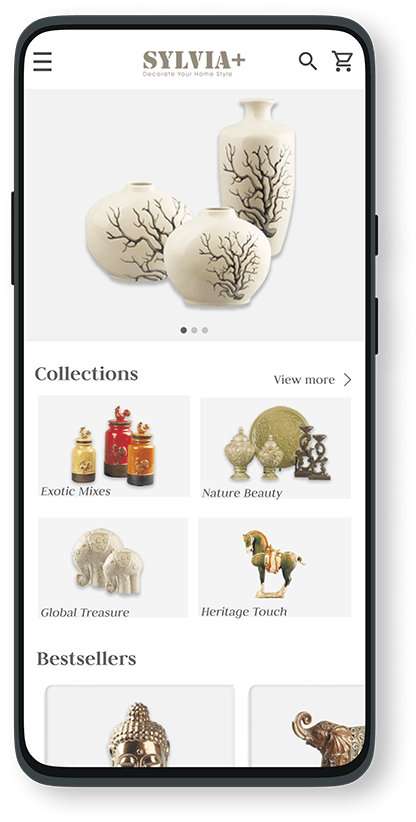 SYLVIA+
Decorate Your Home Style
Collections
View more
Exotic Mixes
Nature Beauty
Global Treasure
Heritage Touch
Bestsellers